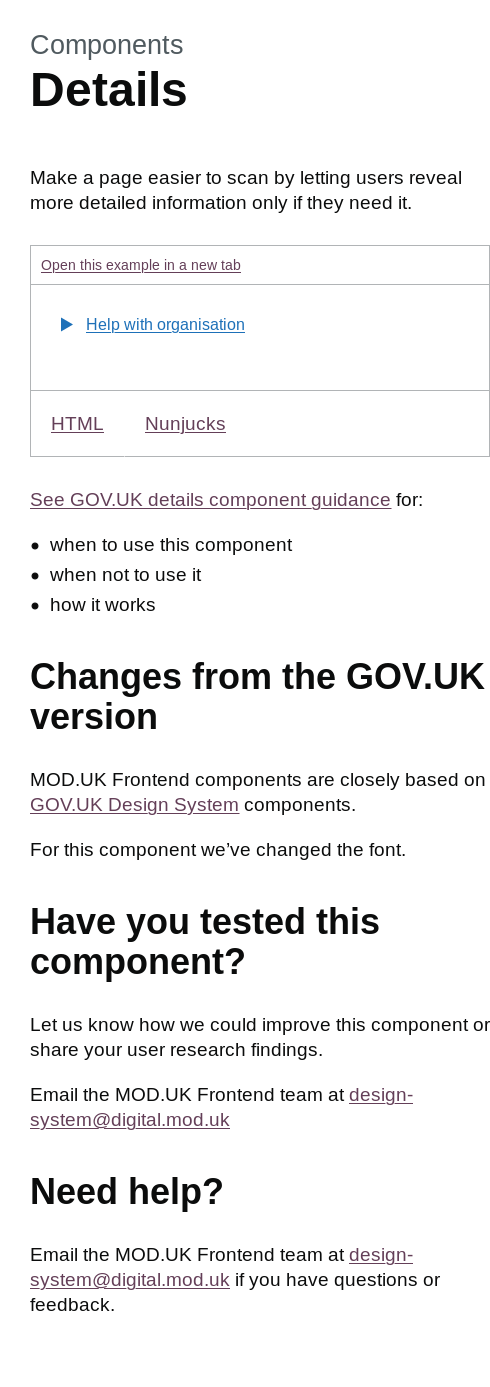 Components
Details
Make a page easier to scan by letting users reveal
more detailed information only if they need it.
Open this example in a new tab
Help with organisation
HTML Nunjucks
See GOV.UK details component guidance for:
• when to use this component
• when not to use it
• how it works
Changes from the GOV.UK
version
MOD.UK Frontend components are closely based on
GOV.UK Design System components.
For this component we’ve changed the font.
Have you tested this
component?
Let us know how we could improve this component or
share your user research findings.
Email the MOD.UK Frontend team at design-
system@digital.mod.uk
Need help?
Email the MOD.UK Frontend team at design-
system@digital.mod.uk if you have questions or
feedback.